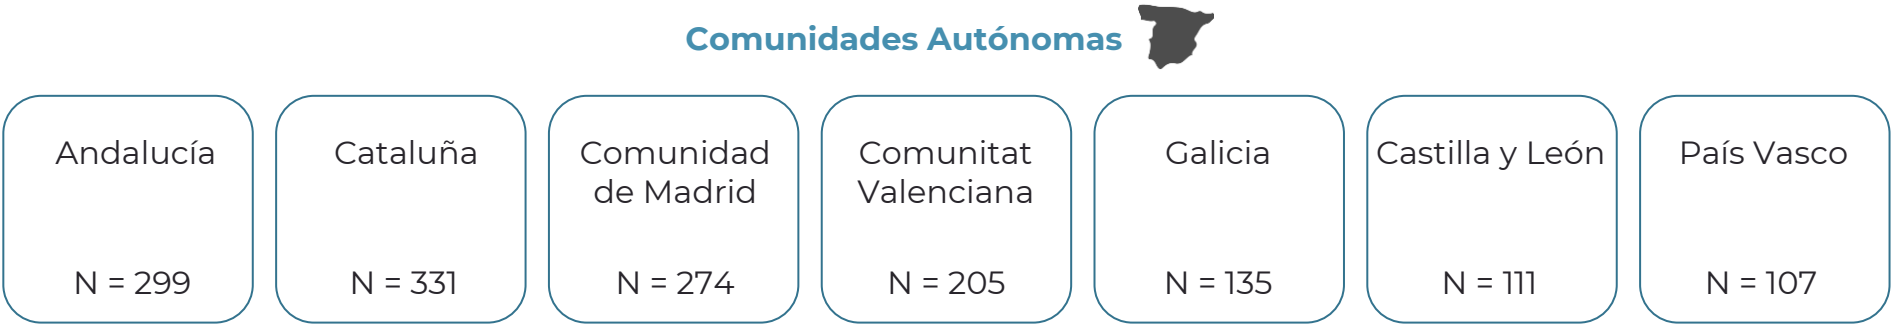 Comunidades Autónomas
Andalucía
N = 299
Cataluña
N = 331
Comunidad
de Madrid
N = 274
Comunitat
Valenciana
N = 205
Galicia
N = 135
Castilla y León
N = 111
País Vasco
N = 107